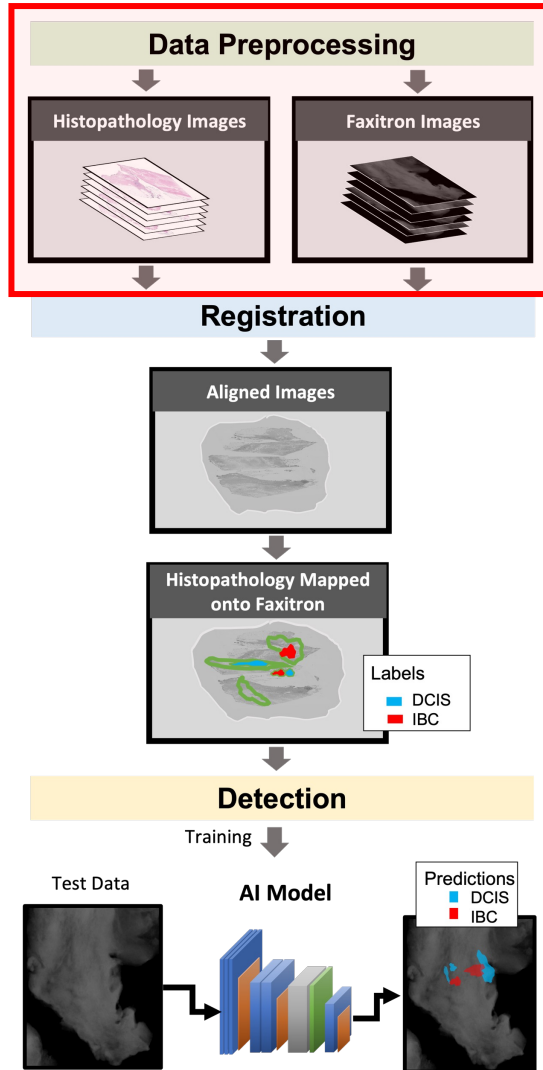 Data Preprocessing
Histopathology Images
Faxitron Images
Registration
Aligned Images
Histopathology Mapped
onto Faxitron
Labels
DCIS
IBC
Detection
Training
Test Data
AI Model
Predictions
DCIS
IBC